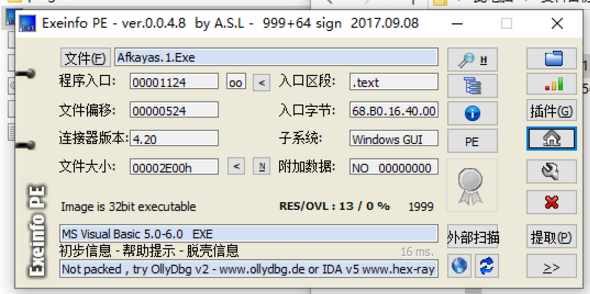 Exeinfo PE - ver.0.0.4.8 by A.S.L - 999+64 sign 2017.09.08
文件(F) Afkayas.1.Exe H
程序入口: 00001124 oo < 入口区段: .text
文件偏移: 00000524 入口字节: 68.B0.16.40.00 插件(G)
连接器版本: 4.20 子系统: Windows GUI PE
文件大小: 00002E00h < N 附加数据: NO 00000000
Image is 32bit executable RES/OVL : 13 / 0 % 1999
MS Visual Basic 5.0-6.0 EXE 外部扫描 提取(P)
初步信息 - 帮助提示 - 脱壳信息 16 ms.
Not packed , try OllyDbg v2 - www.ollydbg.de or IDA v5 www.hex-ray >>
Exeinfo PE